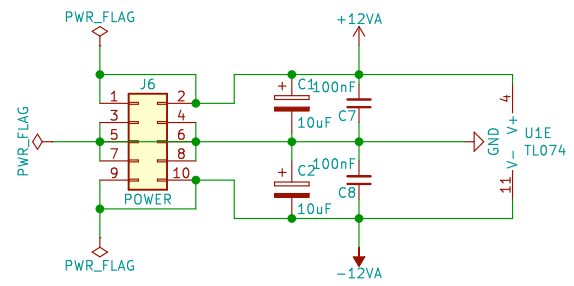 PWR_FLAG
+12VA
J6
C1
100nF
1
2
+
3
4
10uF
C7
4
V+
PWR_FLAG
5
6
GND
U1E
7
8
C2
100nF
V-
TL074
9
10
+
C8
11
POWER
10uF
PWR_FLAG
-12VA